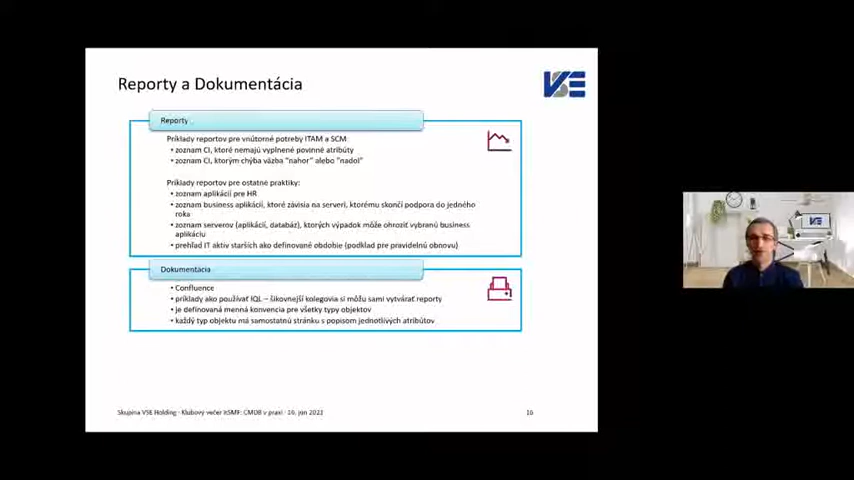 Reporty a Dokumentácia
VSE
Reporty
Príklady reportov pre vnútorné potreby ITAM a SCM
• zoznam CI, ktoré nemajú vyplnené povinné atribúty
• zoznam CI, ktorým chýba väzba "nahor" alebo "nadol"
Príklady reportov pre ostatné praktiky:
• zoznam aplikácií pre HR
• zoznam business aplikácií, ktoré závisia na serveri, ktorému skončí podpora do jedného
roka
• zoznam serverov (aplikácií, databáz), ktorých výpadok môže ohroziť vybranú business
aplikáciu
• prehľad IT aktív starších ako definované obdobie (podklad pre pravidelnú obnovu)
Dokumentácia
• Confluence
• príklady ako používať IQL – šikovnejší kolegovia si môžu sami vytvárať reporty
• je definovaná menná konvencia pre všetky typy objektov
• každý typ objektu má samostatnú stránku s popisom jednotlivých atribútov
Skupina VSE Holding · Klubový večer itSMF: CMDB v praxi · 16. jún 2022
16